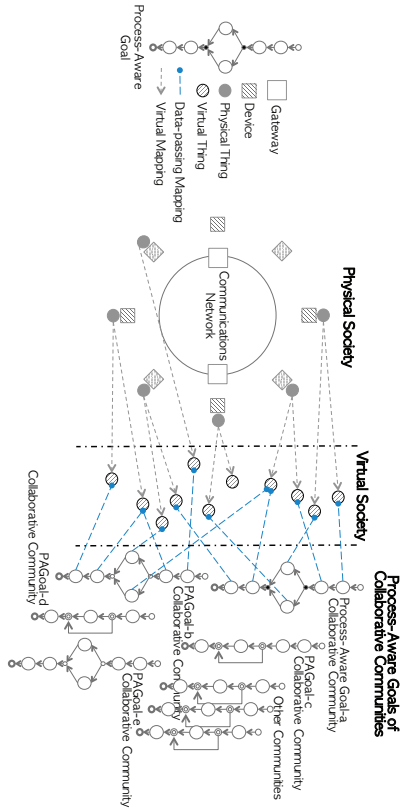 Physical Society
Virtual Society
Process-Aware Goals of
Collaborative Communities
Communications
Network
Process-Aware Goal-a
Collaborative Community
PAGoal-c
Collaborative Community
Other Communities
PAGoal-b
Collaborative Community
PAGoal-e
Collaborative Community
PAGoal-d
Collaborative Community
Gateway
Device
Physical Thing
Virtual Thing
Data-passing Mapping
Virtual Mapping
Process-Aware
Goal